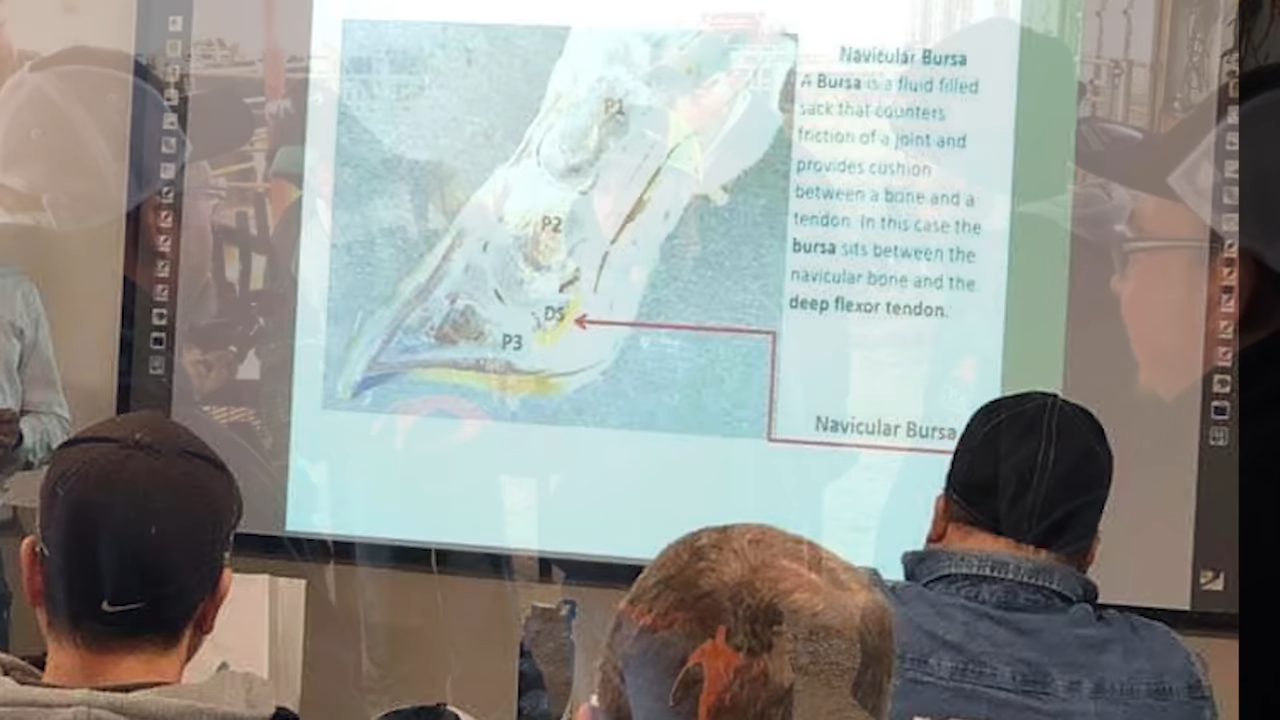 Navicular Bursa
A Bursa is a fluid filled
sack that counters
friction of a joint and
provides cushion
between a bone and a
tendon. In this case the
bursa sits between the
navicular bone and the
deep flexor tendon.
P1
P2
DS
P3
Navicular Bursa